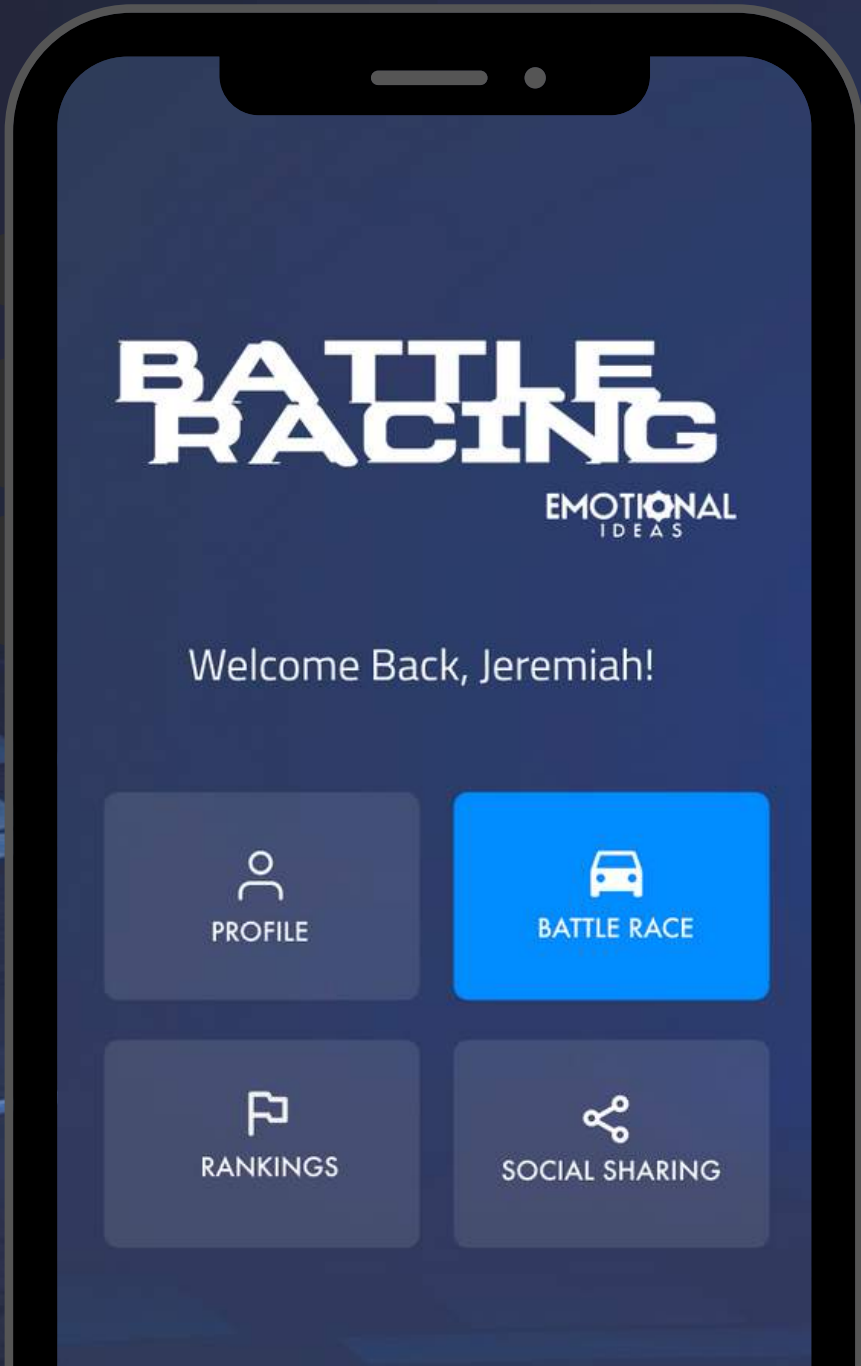 BATTLE
RACING
EMOTIONAL
IDEAS
Welcome Back, Jeremiah!
PROFILE
BATTLE RACE
RANKINGS
SOCIAL SHARING